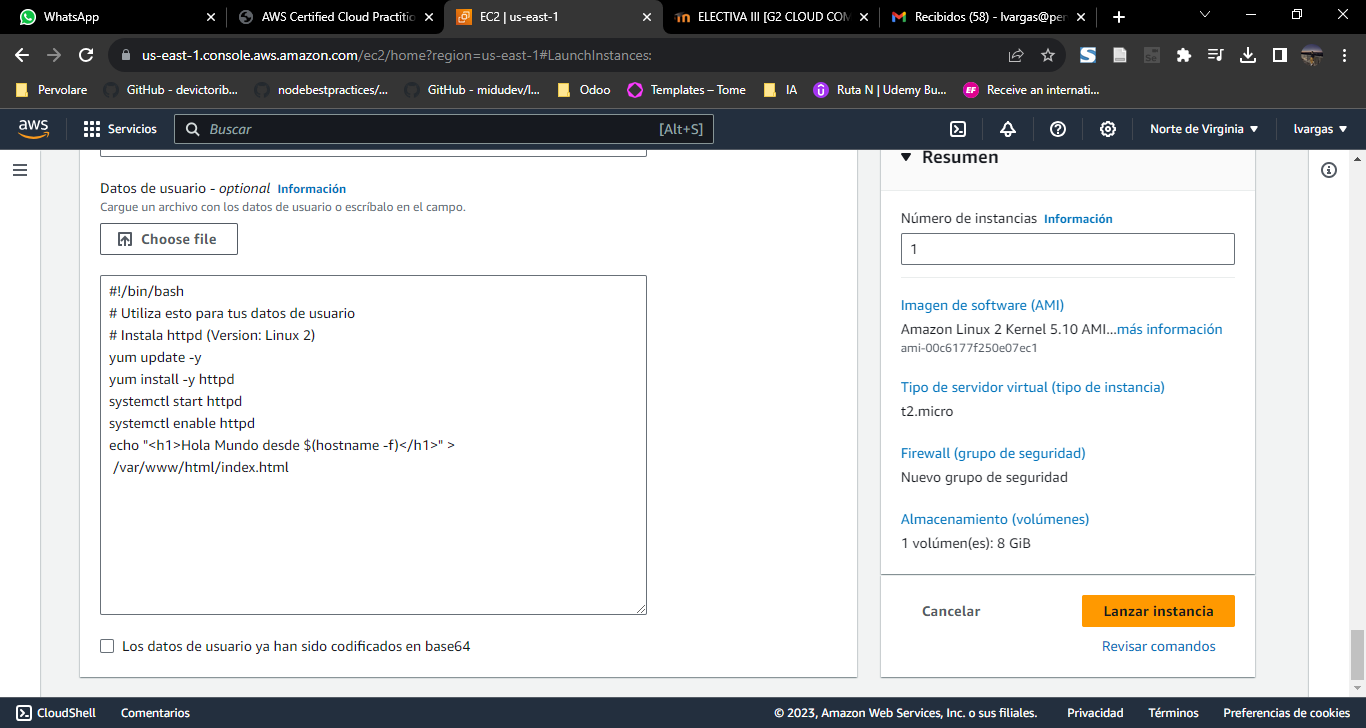 WhatsApp
AWS Certified Cloud Practitio
EC2 | us-east-1
ELECTIVA III [G2 CLOUD COM
Recibidos (58) - lvargas@per
us-east-1.console.aws.amazon.com/ec2/home?region=us-east-1#LaunchInstances:
Pervolare
GitHub - devictorib...
nodebestpractices/...
GitHub - midudev/l...
Odoo
Templates – Tome
IA
Ruta N | Udemy Bu...
Receive an internati...
aws
Servicios
Buscar
[Alt+S]
Norte de Virginia
lvargas
Datos de usuario - optional Información
Cargue un archivo con los datos de usuario o escríbalo en el campo.
Choose file
#!/bin/bash
# Utiliza esto para tus datos de usuario
# Instala httpd (Version: Linux 2)
yum update -y
yum install -y httpd
systemctl start httpd
systemctl enable httpd
echo "<h1>Hola Mundo desde $(hostname -f)</h1>" >
/var/www/html/index.html
Los datos de usuario ya han sido codificados en base64
Resumen
Número de instancias Información
1
Imagen de software (AMI)
Amazon Linux 2 Kernel 5.10 AMI...más información
ami-00c6177f250e07ec1
Tipo de servidor virtual (tipo de instancia)
t2.micro
Firewall (grupo de seguridad)
Nuevo grupo de seguridad
Almacenamiento (volúmenes)
1 volúmen(es): 8 GiB
Cancelar
Lanzar instancia
Revisar comandos
CloudShell
Comentarios
© 2023, Amazon Web Services, Inc. o sus filiales.
Privacidad
Términos
Preferencias de cookies